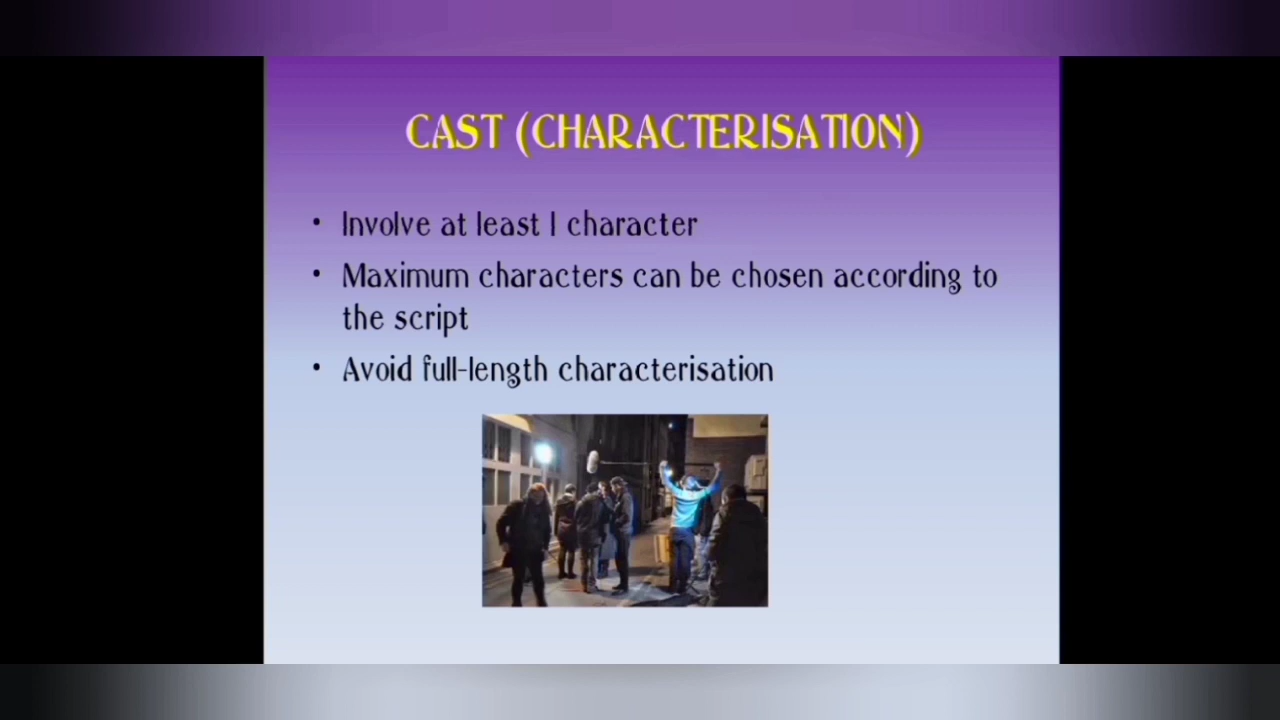 CAST (CHARACTERISATION)
• Involve at least 1 character
• Maximum characters can be chosen according to
the script
• Avoid full-length characterisation